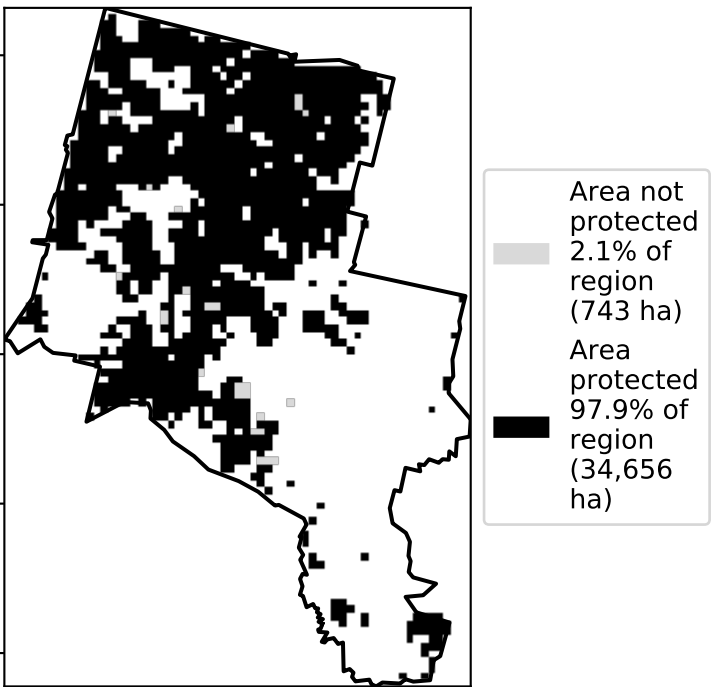 Area not
protected
2.1% of
region
(743 ha)
Area
protected
97.9% of
region
(34,656
ha)